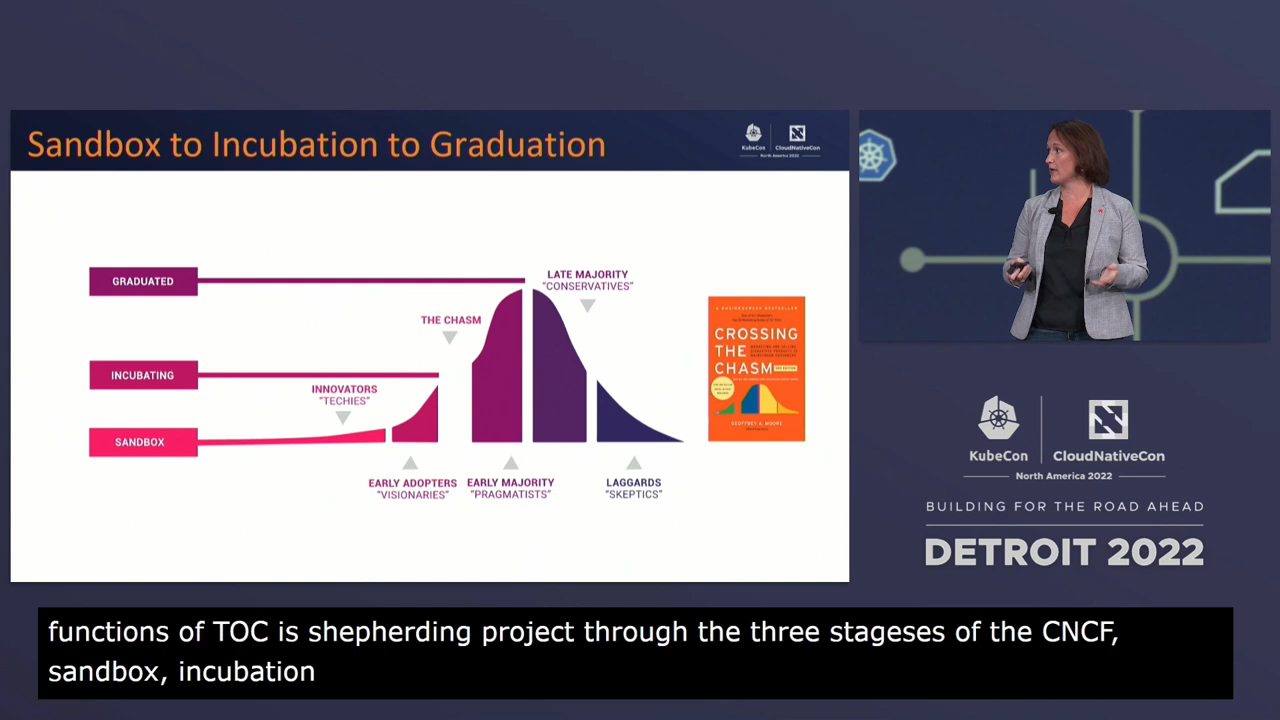 Sandbox to Incubation to Graduation
KubeCon
CloudNativeCon
North America 2022
GRADUATED
LATE MAJORITY
"CONSERVATIVES"
THE CHASM
INCUBATING
INNOVATORS
"TECHIES"
SANDBOX
EARLY ADOPTERS
"VISIONARIES"
EARLY MAJORITY
"PRAGMATISTS"
LAGGARDS
"SKEPTICS"
A BUSINESSWEEK BESTSELLER
CROSSING
THE
CHASM
GEOFFREY A. MOORE
KubeCon
CloudNativeCon
North America 2022
BUILDING FOR THE ROAD AHEAD
DETROIT 2022
functions of TOC is shepherding project through the three stageses of the CNCF,
sandbox, incubation